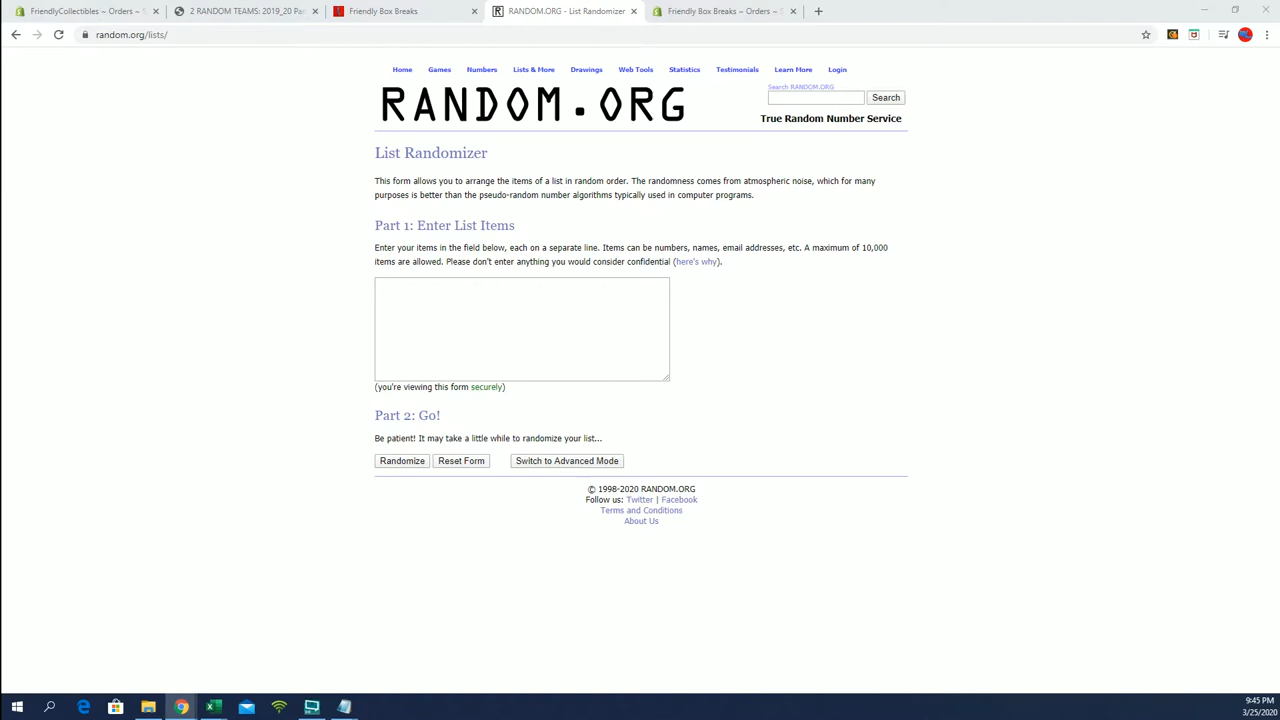 FriendlyCollectibles ~ Orders ~ S
2 RANDOM TEAMS: 2019_20 Pa
Friendly Box Breaks
RANDOM.ORG - List Randomizer
Friendly Box Breaks ~ Orders ~ S
random.org/lists/
Home Games Numbers Lists & More Drawings Web Tools Statistics Testimonials Learn More Login
RANDOM.ORG
Search RANDOM.ORG
Search
True Random Number Service
List Randomizer
This form allows you to arrange the items of a list in random order. The randomness comes from atmospheric noise, which for many
purposes is better than the pseudo-random number algorithms typically used in computer programs.
Part 1: Enter List Items
Enter your items in the field below, each on a separate line. Items can be numbers, names, email addresses, etc. A maximum of 10,000
items are allowed. Please don't enter anything you would consider confidential (here's why).
(you're viewing this form securely)
Part 2: Go!
Be patient! It may take a little while to randomize your list...
Randomize Reset Form Switch to Advanced Mode
© 1998-2020 RANDOM.ORG
Follow us: Twitter | Facebook
Terms and Conditions
About Us
9:45 PM
3/25/2020